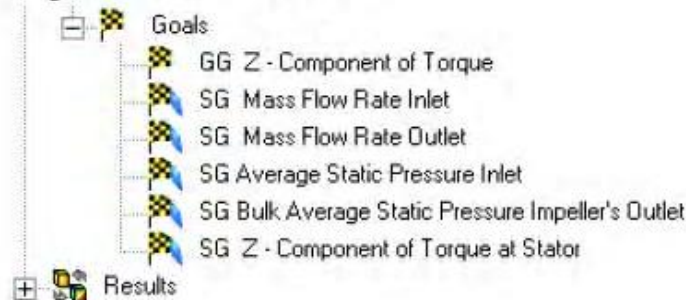 Goals
GG Z - Component of Torque
SG Mass Flow Rate Inlet
SG Mass Flow Rate Outlet
SG Average Static Pressure Inlet
SG Bulk Average Static Pressure Impeller's Outlet
SG Z - Component of Torque at Stator
Results